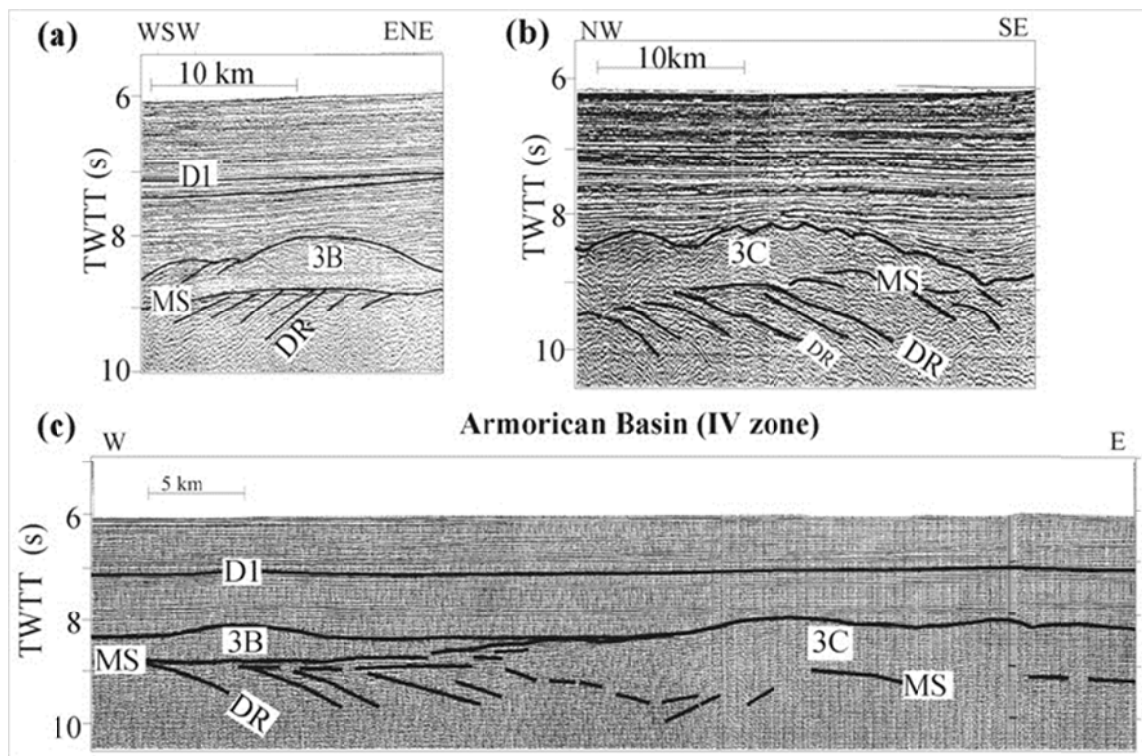 (a)
WSW ENE
10 km
6
D1
8
3B
MS
DR
10
TWTT (s)
(b)
NW SE
10km
6
8
3C
MS
DR
DR
10
TWTT (s)
Armorican Basin (IV zone)
(c)
W E
5 km
6
D1
8
3B
3C
MS
MS
DR
10
TWTT (s)